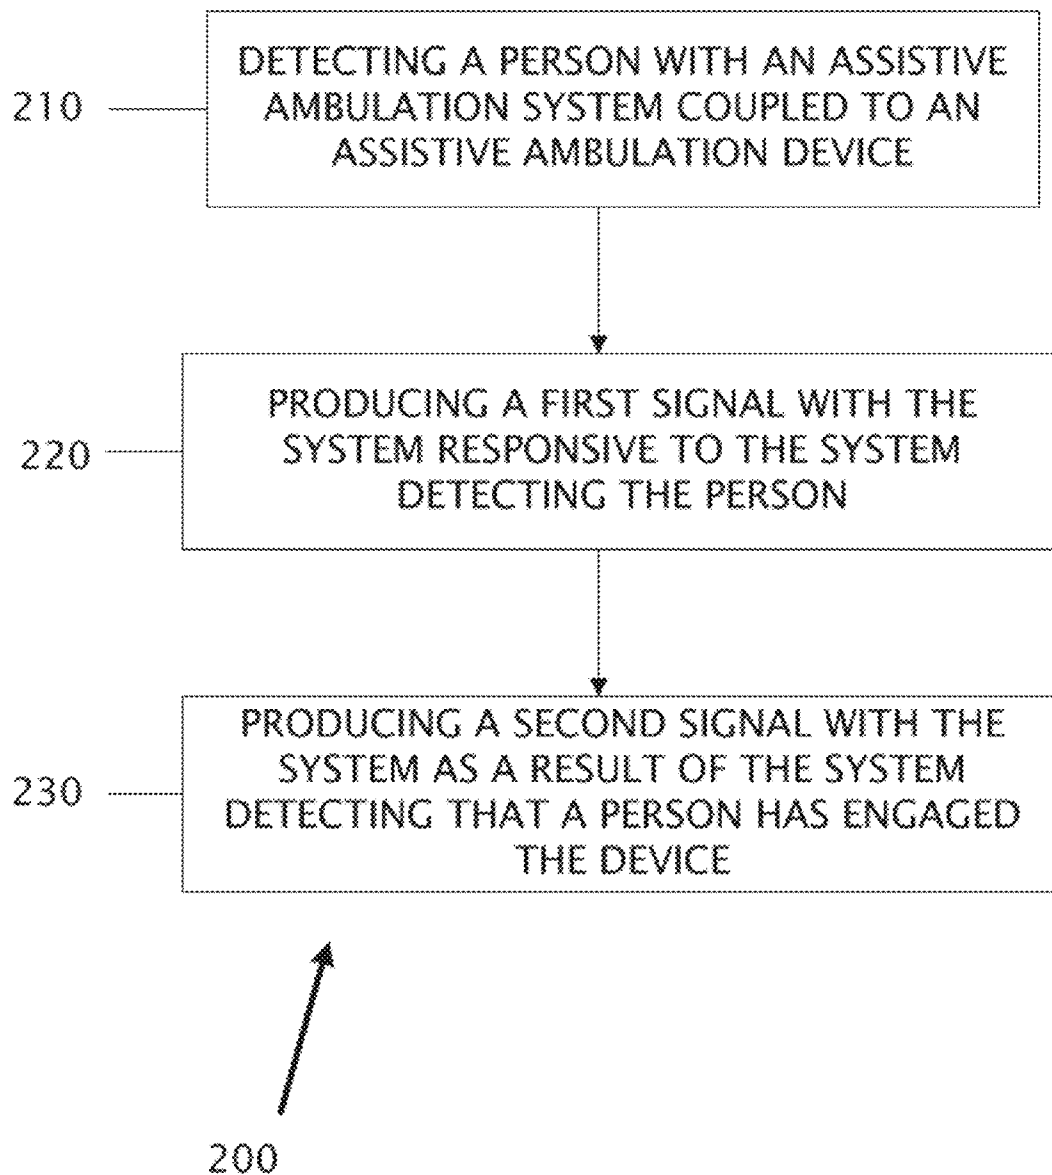 210
DETECTING A PERSON WITH AN ASSISTIVE
AMBULATION SYSTEM COUPLED TO AN
ASSISTIVE AMBULATION DEVICE
220
PRODUCING A FIRST SIGNAL WITH THE
SYSTEM RESPONSIVE TO THE SYSTEM
DETECTING THE PERSON
230
PRODUCING A SECOND SIGNAL WITH THE
SYSTEM AS A RESULT OF THE SYSTEM
DETECTING THAT A PERSON HAS ENGAGED
THE DEVICE
200